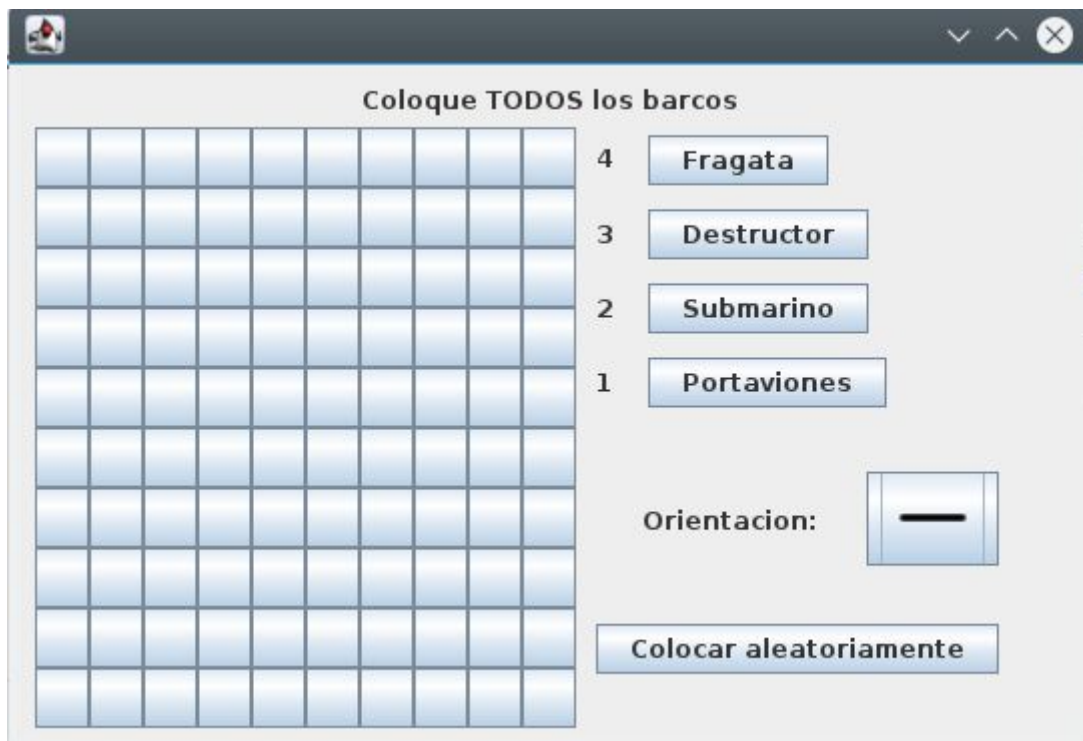 Coloque TODOS los barcos
4 Fragata
3 Destructor
2 Submarino
1 Portaviones
Orientacion:
Colocar aleatoriamente